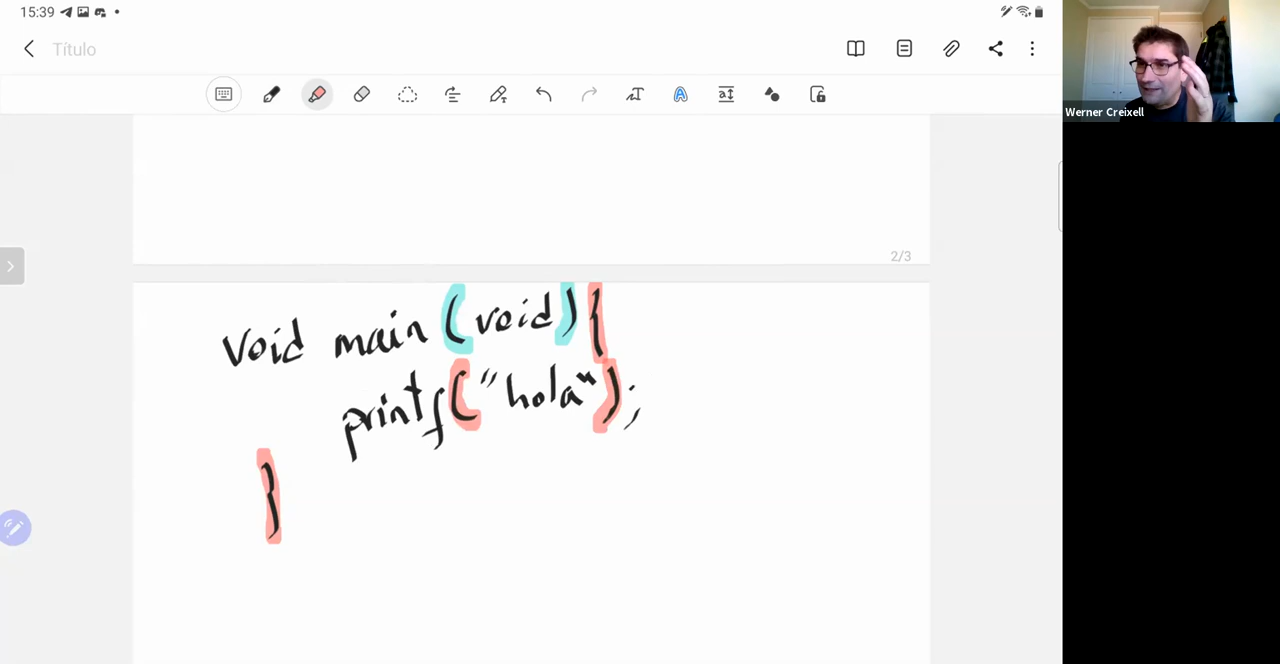 15:39
Título
Werner Creixell
2/3
Void main (void) {
printf("hola");
}